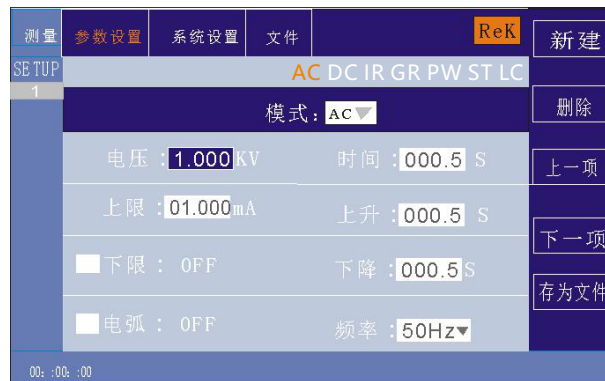 测量 参数设置 系统设置 文件 ReK 新建
SETUP AC DC IR GR PW ST LC
1
模式：AC 删除
电压：1.000KV 时间：000.5 S 上一项
上限：01.000mA 上升：000.5 S
下一项
下限：OFF 下降：000.5S
存为文件
电弧：OFF 频率：50Hz
00: :00: :00